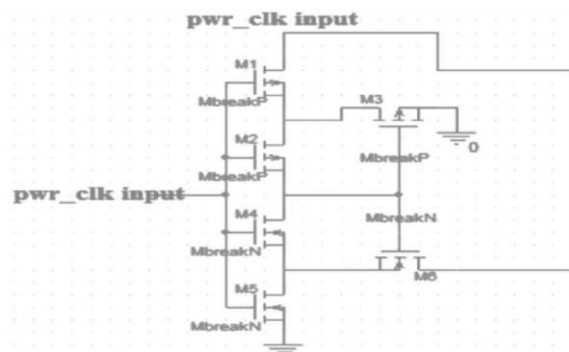 pwr_clk input
M1
MbreakP
M3
M2
MbreakP
MbreakP
0
pwr_clk input
M4
MbreakN
MbreakN
M5
M6
MbreakN